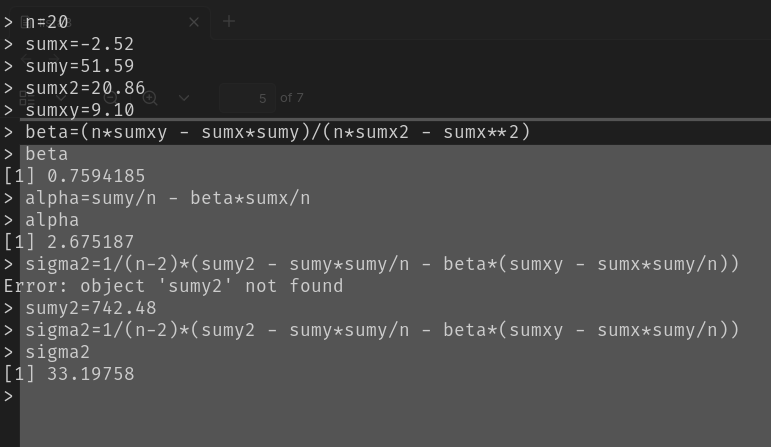 > n=20
> sumx=-2.52
> sumy=51.59
> sumx2=20.86
> sumxy=9.10
5 of 7
> beta=(n*sumxy - sumx*sumy)/(n*sumx2 - sumx**2)
> beta
[1] 0.7594185
> alpha=sumy/n - beta*sumx/n
> alpha
[1] 2.675187
> sigma2=1/(n-2)*(sumy2 - sumy*sumy/n - beta*(sumxy - sumx*sumy/n))
Error: object 'sumy2' not found
> sumy2=742.48
> sigma2=1/(n-2)*(sumy2 - sumy*sumy/n - beta*(sumxy - sumx*sumy/n))
> sigma2
[1] 33.19758
>